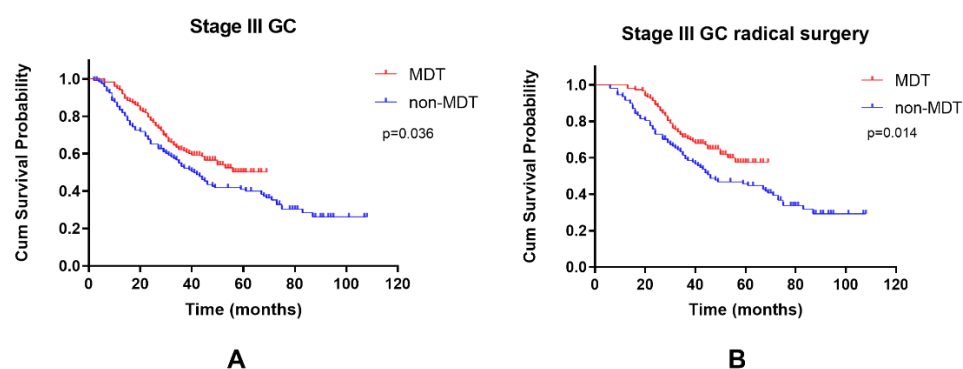 Stage III GC
Cum Survival Probability
1.0
0.8
0.6
0.4
0.2
0.0
0 20 40 60 80 100 120
Time (months)
MDT
non-MDT
p=0.036
A
Stage III GC radical surgery
Cum Survival Probability
1.0
0.8
0.6
0.4
0.2
0.0
0 20 40 60 80 100 120
Time (months)
MDT
non-MDT
p=0.014
B